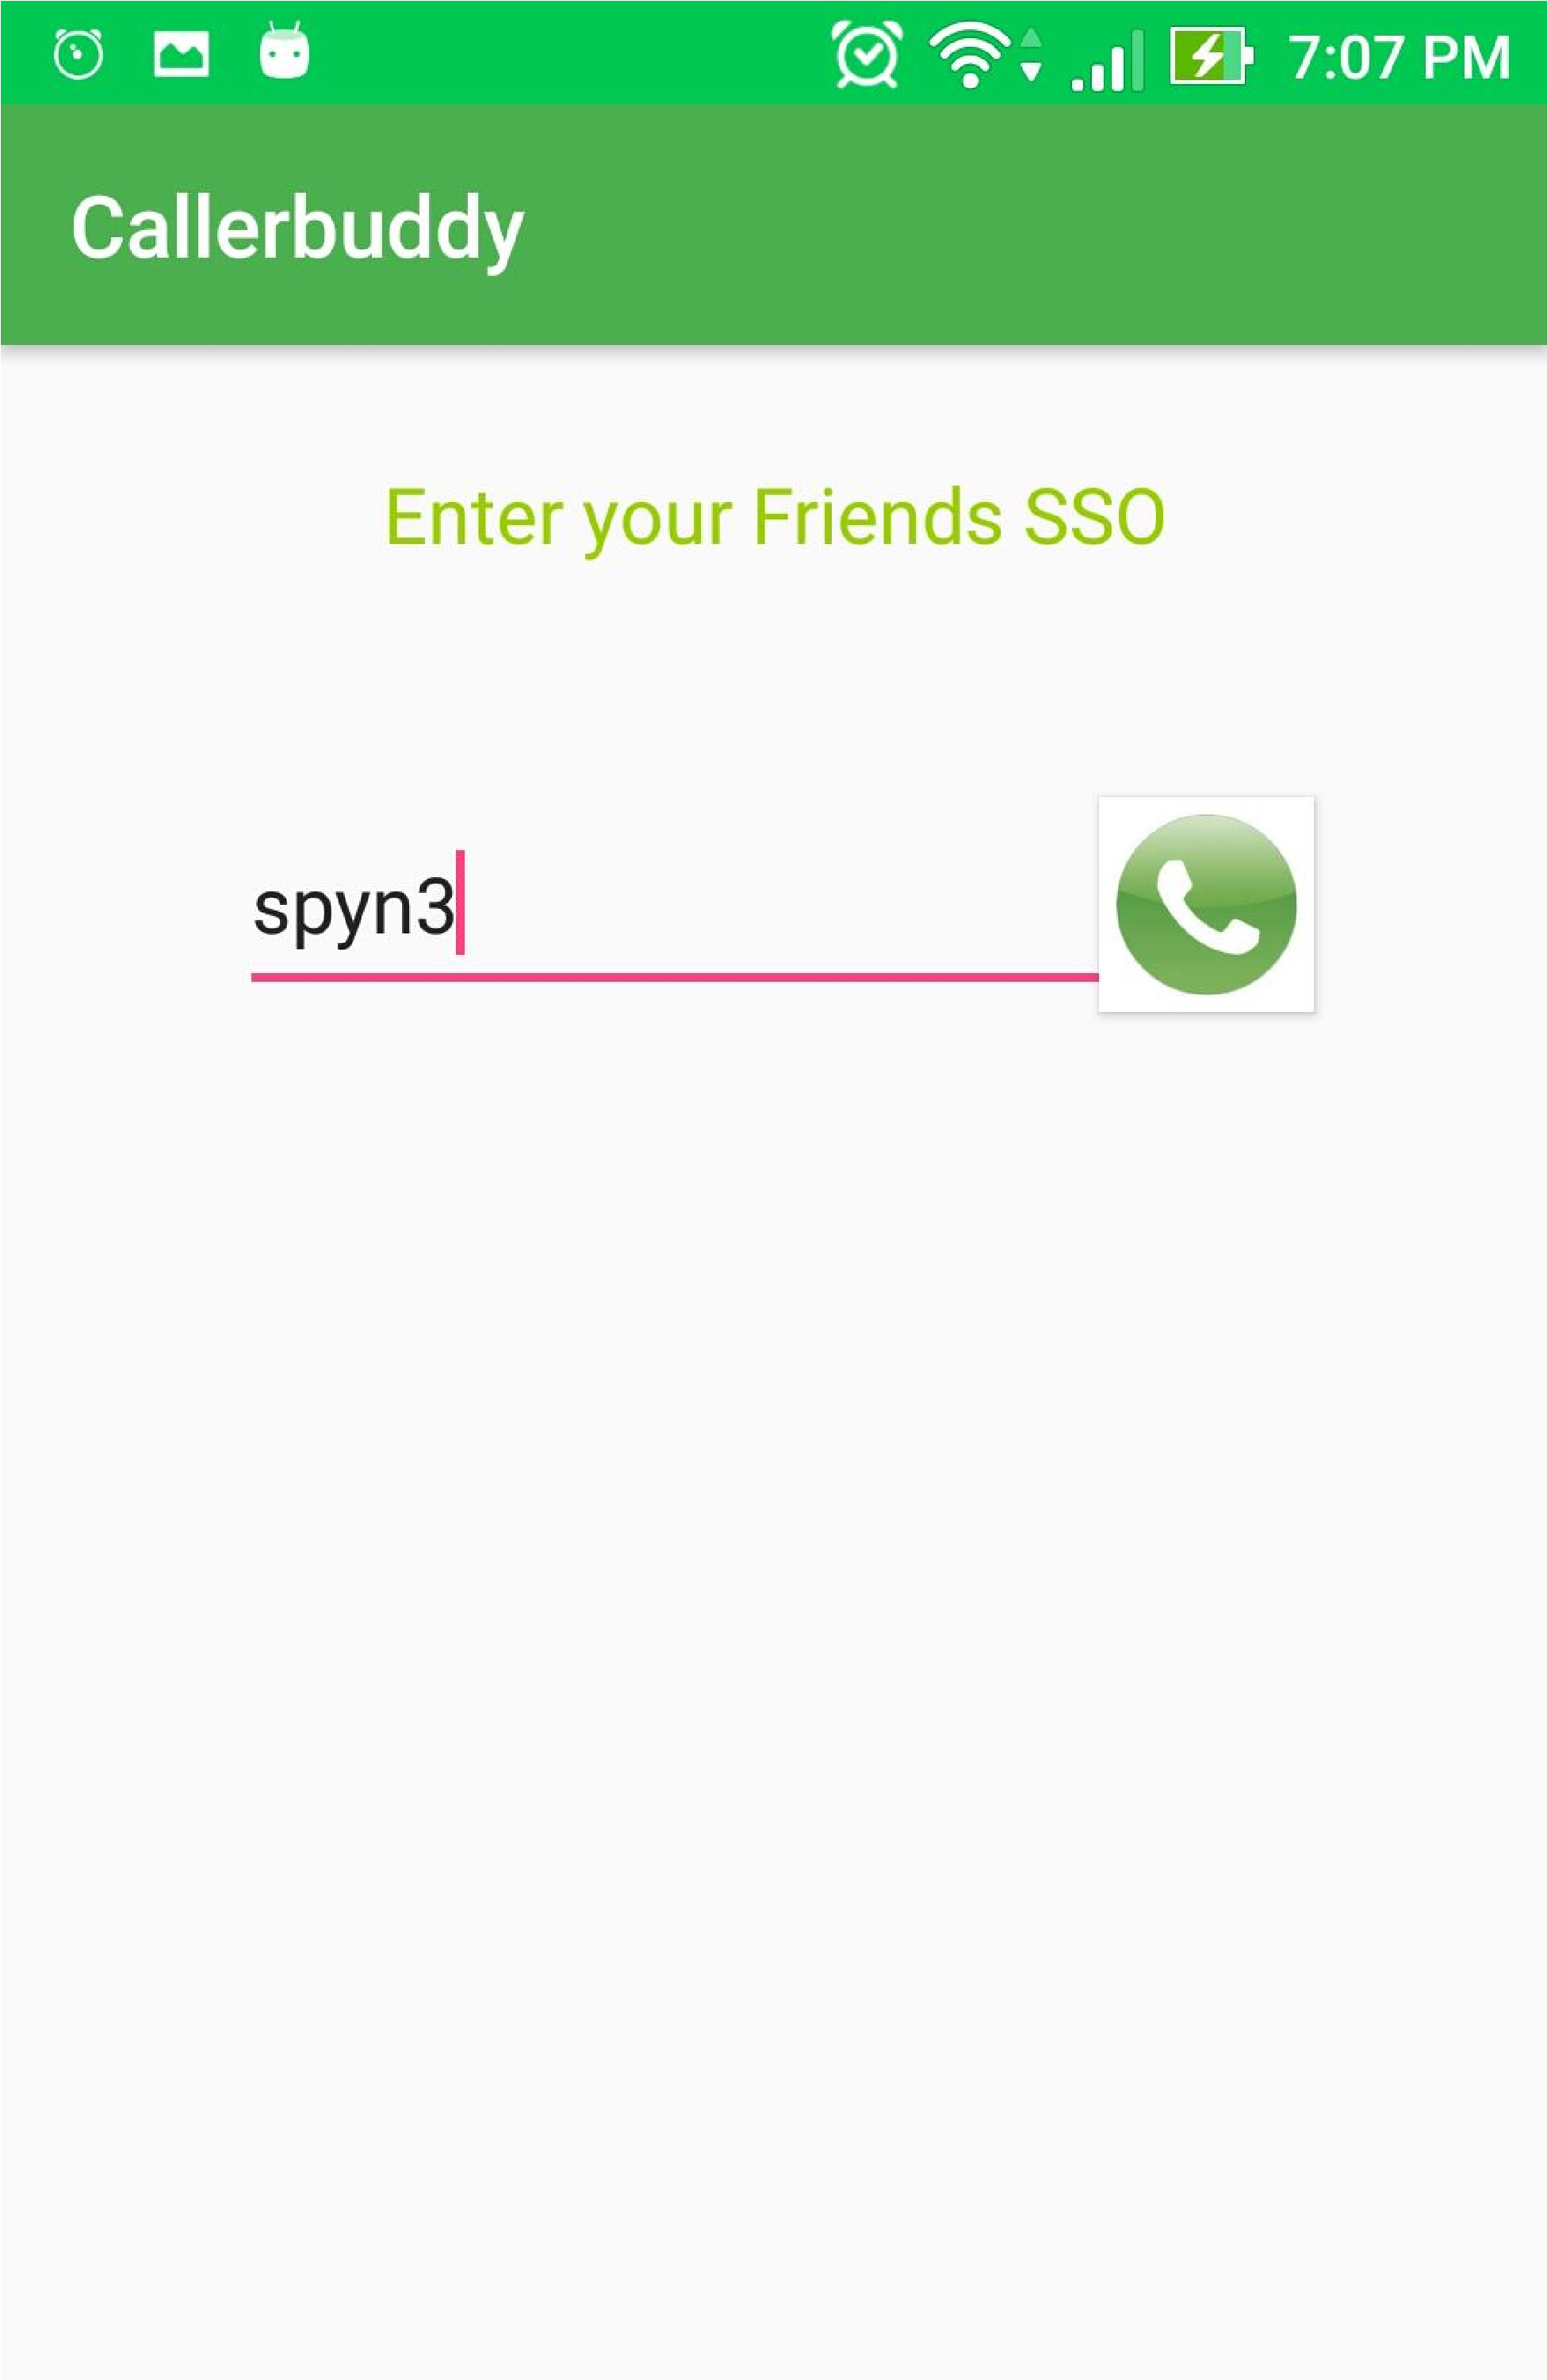 7:07 PM
Callerbuddy
Enter your Friends SSO
spyn3